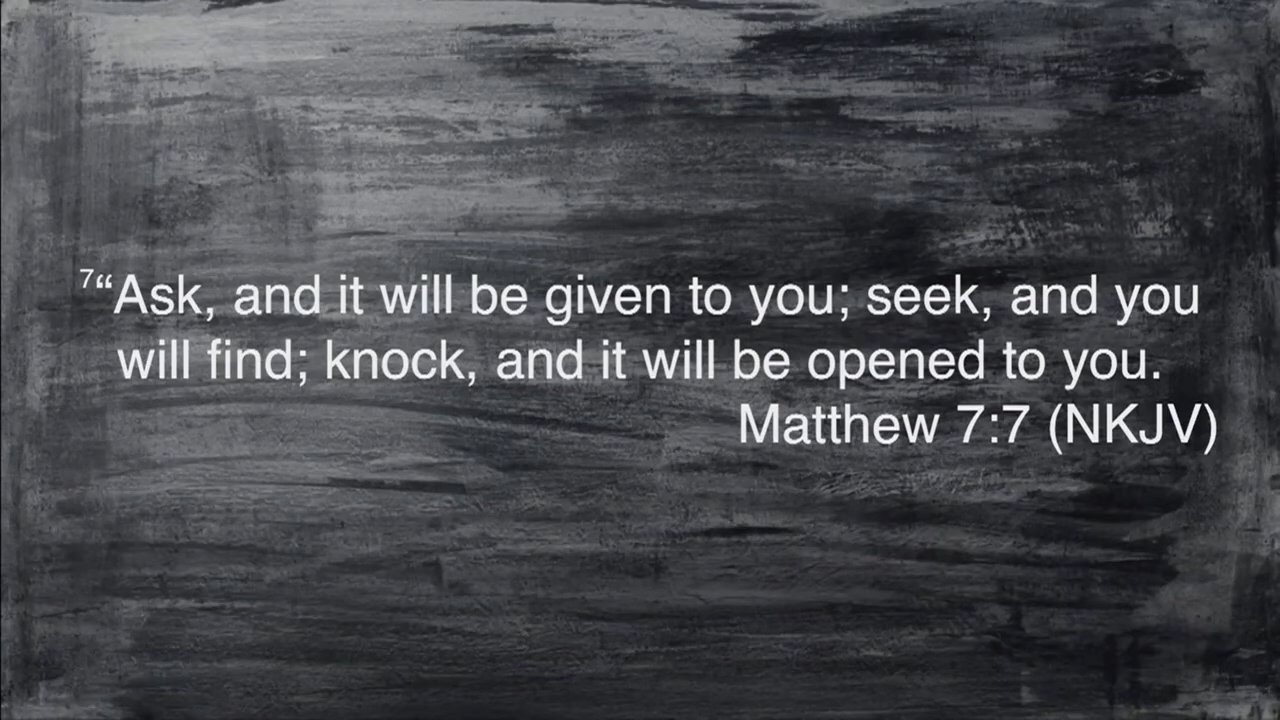 ⁷“Ask, and it will be given to you; seek, and you
will find; knock, and it will be opened to you.
Matthew 7:7 (NKJV)